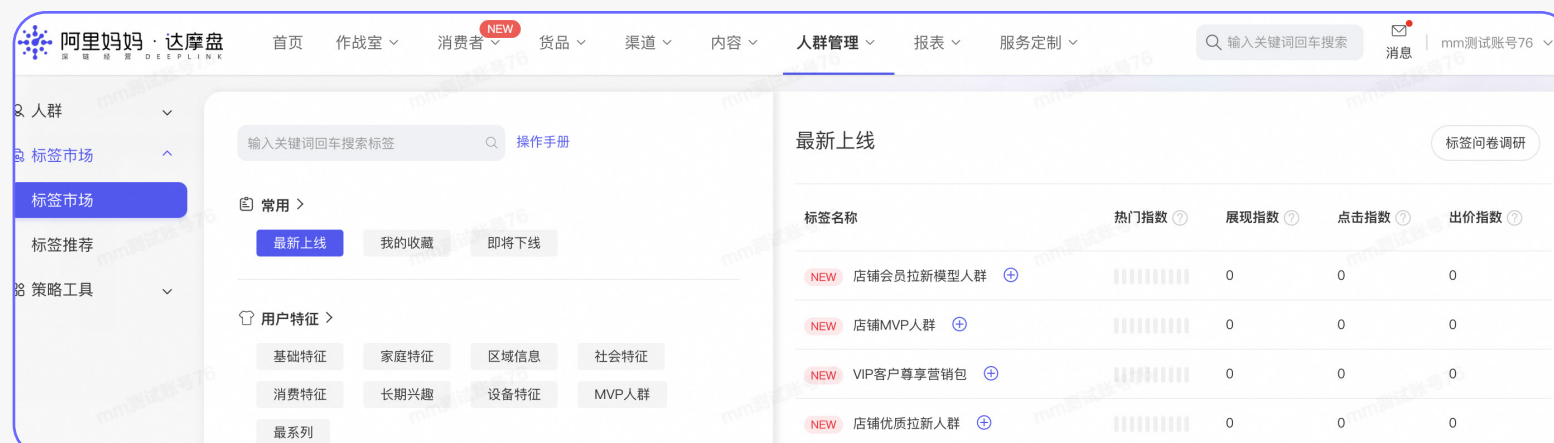 阿里妈妈 · 达摩盘
深 链 经 营 DEEPLINK
首页
作战室
消费者
NEW
货品
渠道
内容
人群管理
报表
服务定制
输入关键词回车搜索
消息
mm测试账号76
人群
标签市场
标签市场
标签推荐
策略工具
输入关键词回车搜索标签
操作手册
常用
最新上线 我的收藏 即将下线
用户特征
基础特征 家庭特征 区域信息 社会特征
消费特征 长期兴趣 设备特征 MVP人群
最系列
最新上线
标签问卷调研
标签名称 热门指数 展现指数 点击指数 出价指数
NEW 店铺会员拉新模型人群 0 0 0
NEW 店铺MVP人群 0 0 0
NEW VIP客户尊享营销包 0 0 0
NEW 店铺优质拉新人群 0 0 0